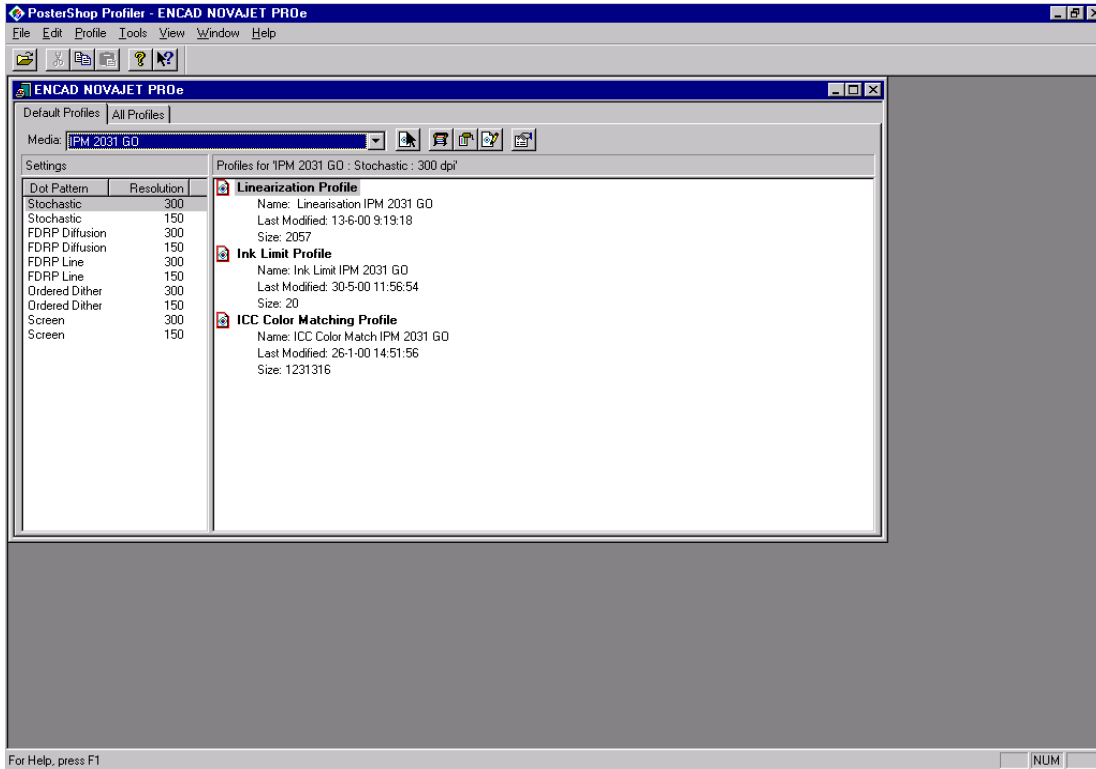 PosterShop Profiler - ENCAD NOVAJET PROe
File Edit Profile Tools View Window Help
ENCAD NOVAJET PROe
Default Profiles All Profiles
Media: IPM 2031 GO
Settings
Profiles for 'IPM 2031 GO : Stochastic : 300 dpi'
Dot Pattern Resolution
Stochastic 300
Stochastic 150
FDRP Diffusion 300
FDRP Diffusion 150
FDRP Line 300
FDRP Line 150
Ordered Dither 300
Ordered Dither 150
Screen 300
Screen 150
Linearization Profile
Name: Linearisation IPM 2031 GO
Last Modified: 13-6-00 9:19:18
Size: 2057
Ink Limit Profile
Name: Ink Limit IPM 2031 GO
Last Modified: 30-5-00 11:56:54
Size: 20
ICC Color Matching Profile
Name: ICC Color Match IPM 2031 GO
Last Modified: 26-1-00 14:51:56
Size: 1231316
For Help, press F1
NUM